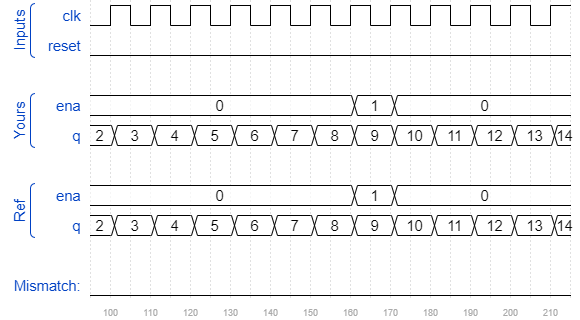 Inputs
clk
reset
Yours
ena 0 1 0
q 2 3 4 5 6 7 8 9 10 11 12 13 14
Ref
ena 0 1 0
q 2 3 4 5 6 7 8 9 10 11 12 13 14
Mismatch:
100 110 120 130 140 150 160 170 180 190 200 210